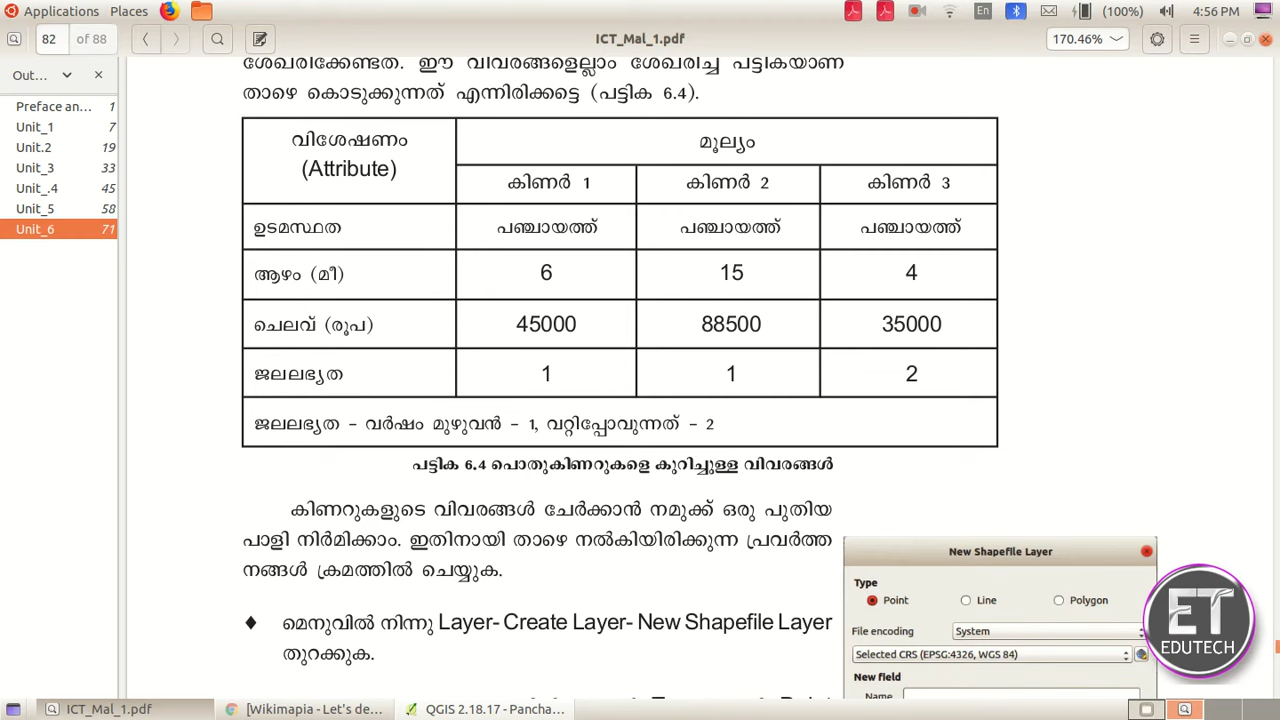 Applications Places En (100%) 4:56 PM
82 of 88 ICT_Mal_1.pdf 170.46%
Out...
Preface an... 1
Unit_1 7
Unit.2 19
Unit_3 33
Unit_.4 45
Unit_5 58
Unit_6 71
ശേഖരിക്കേണ്ടത്. ഈ വിവരങ്ങളെല്ലാം ശേഖരിച്ച പട്ടികയാണ്
താഴെ കൊടുക്കുന്നത് എന്നിരിക്കട്ടെ (പട്ടിക 6.4).
വിശേഷണം മൂല്യം
(Attribute) കിണർ 1 കിണർ 2 കിണർ 3
ഉടമസ്ഥത പഞ്ചായത്ത് പഞ്ചായത്ത് പഞ്ചായത്ത്
ആഴം (മീ) 6 15 4
ചെലവ് (രൂപ) 45000 88500 35000
ജലലഭ്യത 1 1 2
ജലലഭ്യത - വർഷം മുഴുവൻ - 1, വറ്റിപ്പോവുന്നത് - 2
പട്ടിക 6.4 പൊതുകിണറുകളെ കുറിച്ചുള്ള വിവരങ്ങൾ
കിണറുകളുടെ വിവരങ്ങൾ ചേർക്കാൻ നമുക്ക് ഒരു പുതിയ
പാളി നിർമിക്കാം. ഇതിനായി താഴെ നൽകിയിരിക്കുന്ന പ്രവർത്ത
നങ്ങൾ ക്രമത്തിൽ ചെയ്യുക.
♦ മെനുവിൽ നിന്നു Layer- Create Layer- New Shapefile Layer
തുറക്കുക.
New Shapefile Layer
Type
Point Line Polygon
File encoding System
Selected CRS (EPSG:4326, WGS 84)
New field
Name
ET
EDUTECH
ICT_Mal_1.pdf [Wikimapia - Let's de... QGIS 2.18.17 - Pancha...